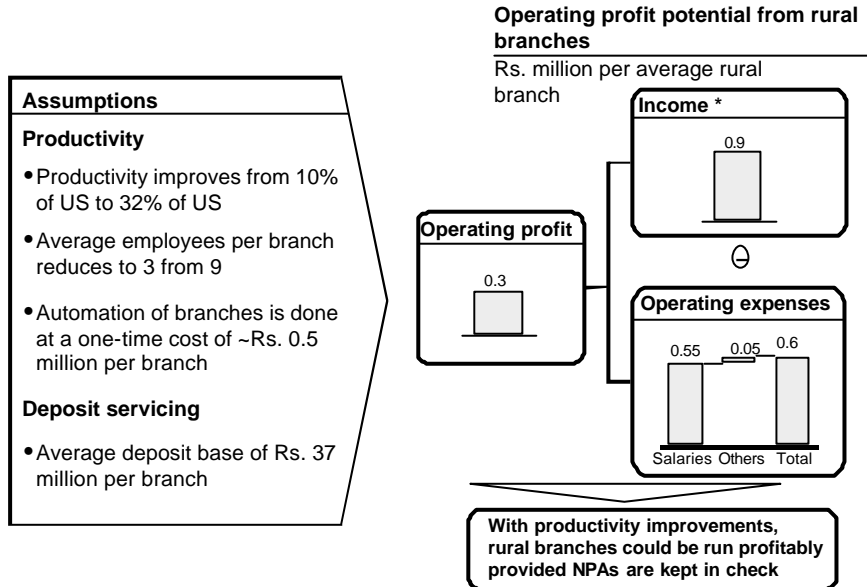 Operating profit potential from rural
branches
Rs. million per average rural
branch
Assumptions
Productivity
•Productivity improves from 10%
of US to 32% of US
•Average employees per branch
reduces to 3 from 9
•Automation of branches is done
at a one-time cost of ~Rs. 0.5
million per branch
Deposit servicing
•Average deposit base of Rs. 37
million per branch
Operating profit
0.3
Income *
0.9
–
Operating expenses
0.55 0.05 0.6
Salaries Others Total
With productivity improvements,
rural branches could be run profitably
provided NPAs are kept in check